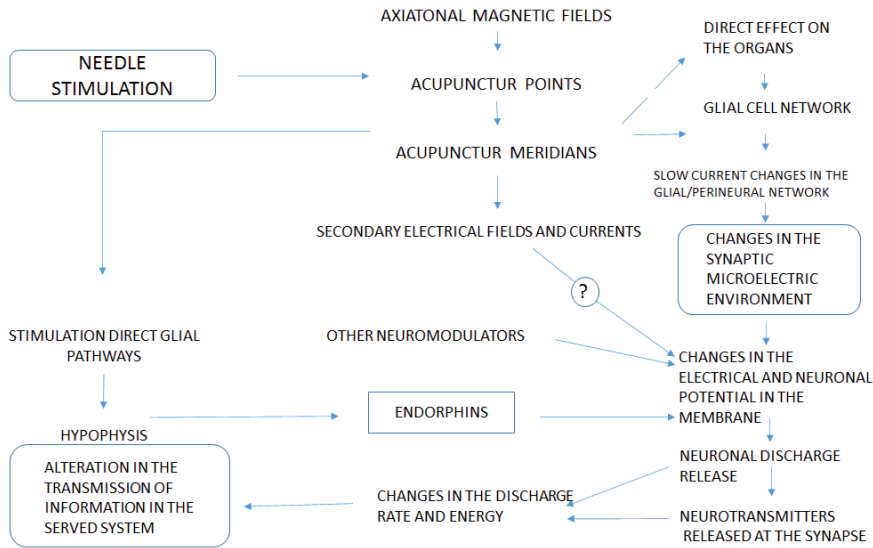 AXIATONAL MAGNETIC FIELDS
NEEDLE
STIMULATION
ACUPUNCTUR POINTS
ACUPUNCTUR MERIDIANS
SECONDARY ELECTRICAL FIELDS AND CURRENTS
?
DIRECT EFFECT ON
THE ORGANS
GLIAL CELL NETWORK
SLOW CURRENT CHANGES IN THE
GLIAL/PERINEURAL NETWORK
CHANGES IN THE
SYNAPTIC
MICROELECTRIC
ENVIRONMENT
STIMULATION DIRECT GLIAL
PATHWAYS
OTHER NEUROMODULATORS
CHANGES IN THE
ELECTRICAL AND NEURONAL
POTENTIAL IN THE
MEMBRANE
HYPOPHYSIS
ENDORPHINS
ALTERATION IN THE
TRANSMISSION OF
INFORMATION IN THE
SERVED SYSTEM
CHANGES IN THE DISCHARGE
RATE AND ENERGY
NEURONAL DISCHARGE
RELEASE
NEUROTRANSMITTERS
RELEASED AT THE SYNAPSE